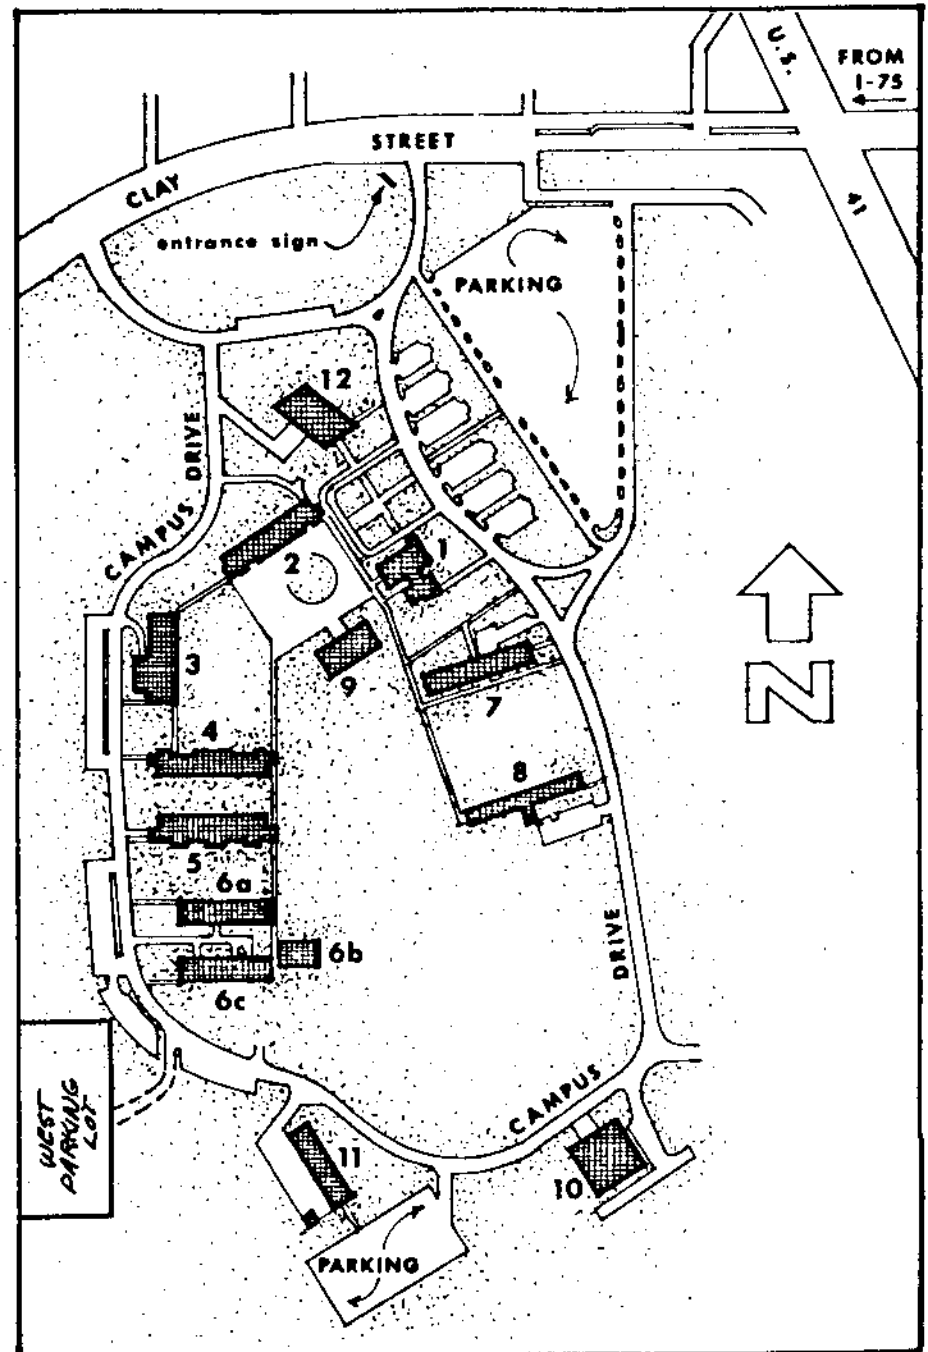 U.S.
FROM
I-75
STREET
CLAY
41
entrance sign
PARKING
12
DRIVE
CAMPUS
1
2
3
9
7
4
8
5
6a
6b
6c
N
DRIVE
CAMPUS
WEST
PARKING
LOT
11
10
PARKING